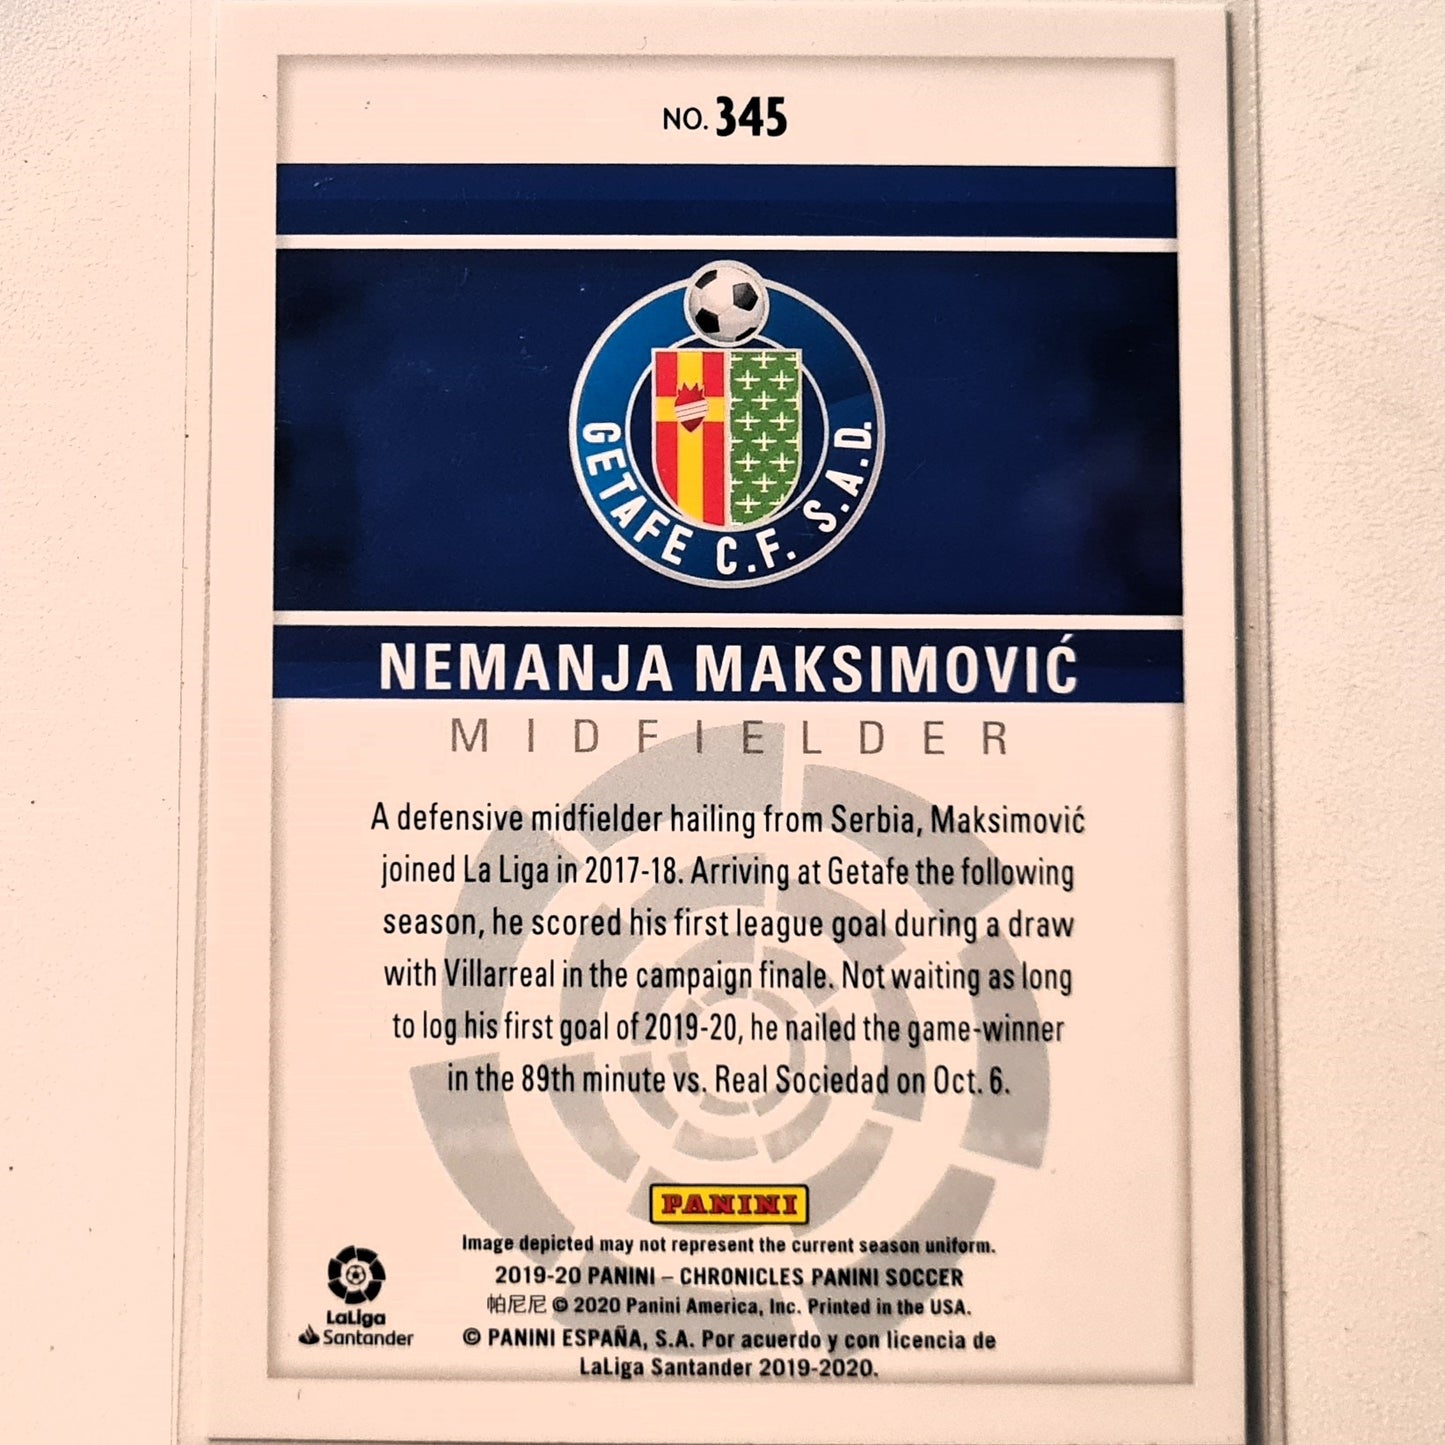 NO. 345
GETAFE C.F. S.A.D.
NEMANJA MAKSIMOVIĆ
MIDFIELDER
A defensive midfielder hailing from Serbia, Maksimović
joined La Liga in 2017-18. Arriving at Getafe the following
season, he scored his first league goal during a draw
with Villarreal in the campaign finale. Not waiting as long
to log his first goal of 2019-20, he nailed the game-winner
in the 89th minute vs. Real Sociedad on Oct. 6.
PANINI
Image depicted may not represent the current season uniform.
2019-20 PANINI – CHRONICLES PANINI SOCCER
帕尼尼 © 2020 Panini America, Inc. Printed in the USA.
© PANINI ESPAÑA, S.A. Por acuerdo y con licencia de
LaLiga Santander 2019-2020.
LaLiga
Santander